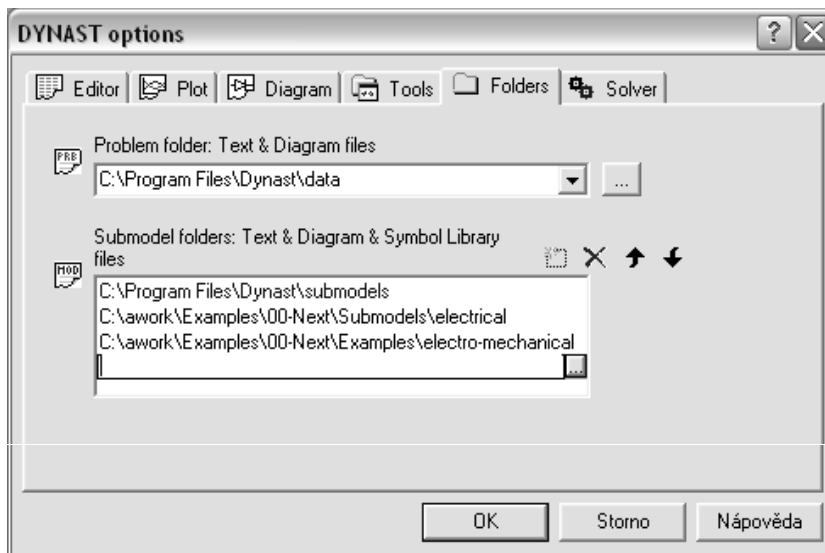 DYNAST options
Editor Plot Diagram Tools Folders Solver
PRB
Problem folder: Text & Diagram files
C:\Program Files\Dynast\data
...
Submodel folders: Text & Diagram & Symbol Library
files
MOD
C:\Program Files\Dynast\submodels
C:\awork\Examples\00-Next\Submodels\electrical
C:\awork\Examples\00-Next\Examples\electro-mechanical
...
OK Storno Nápověda